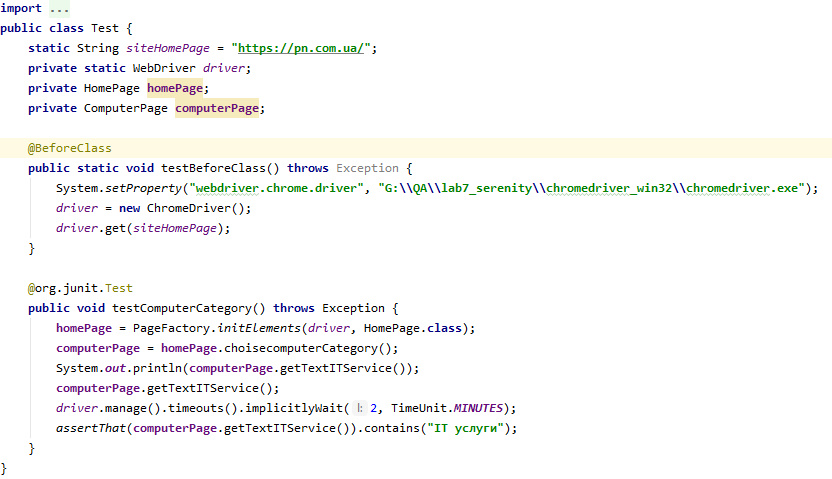 import ...
public class Test {
    static String siteHomePage = "https://pn.com.ua/";
    private static WebDriver driver;
    private HomePage homePage;
    private ComputerPage computerPage;

    @BeforeClass
    public static void testBeforeClass() throws Exception {
        System.setProperty("webdriver.chrome.driver", "G:\\QA\\lab7_serenity\\chromedriver_win32\\chromedriver.exe");
        driver = new ChromeDriver();
        driver.get(siteHomePage);
    }

    @org.junit.Test
    public void testComputerCategory() throws Exception {
        homePage = PageFactory.initElements(driver, HomePage.class);
        computerPage = homePage.choisecomputerCategory();
        System.out.println(computerPage.getTextITService());
        computerPage.getTextITService();
        driver.manage().timeouts().implicitlyWait( l: 2, TimeUnit.MINUTES);
        assertThat(computerPage.getTextITService()).contains("IT услуги");
    }
}